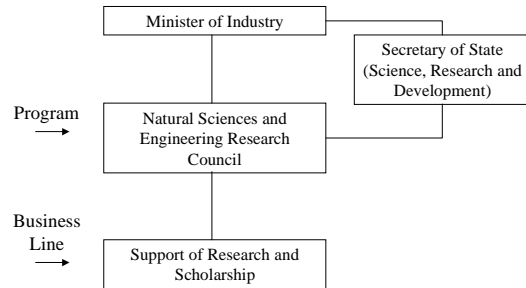 Minister of Industry
Secretary of State
(Science, Research and
Development)
Program
Natural Sciences and
Engineering Research
Council
Business
Line
Support of Research and
Scholarship